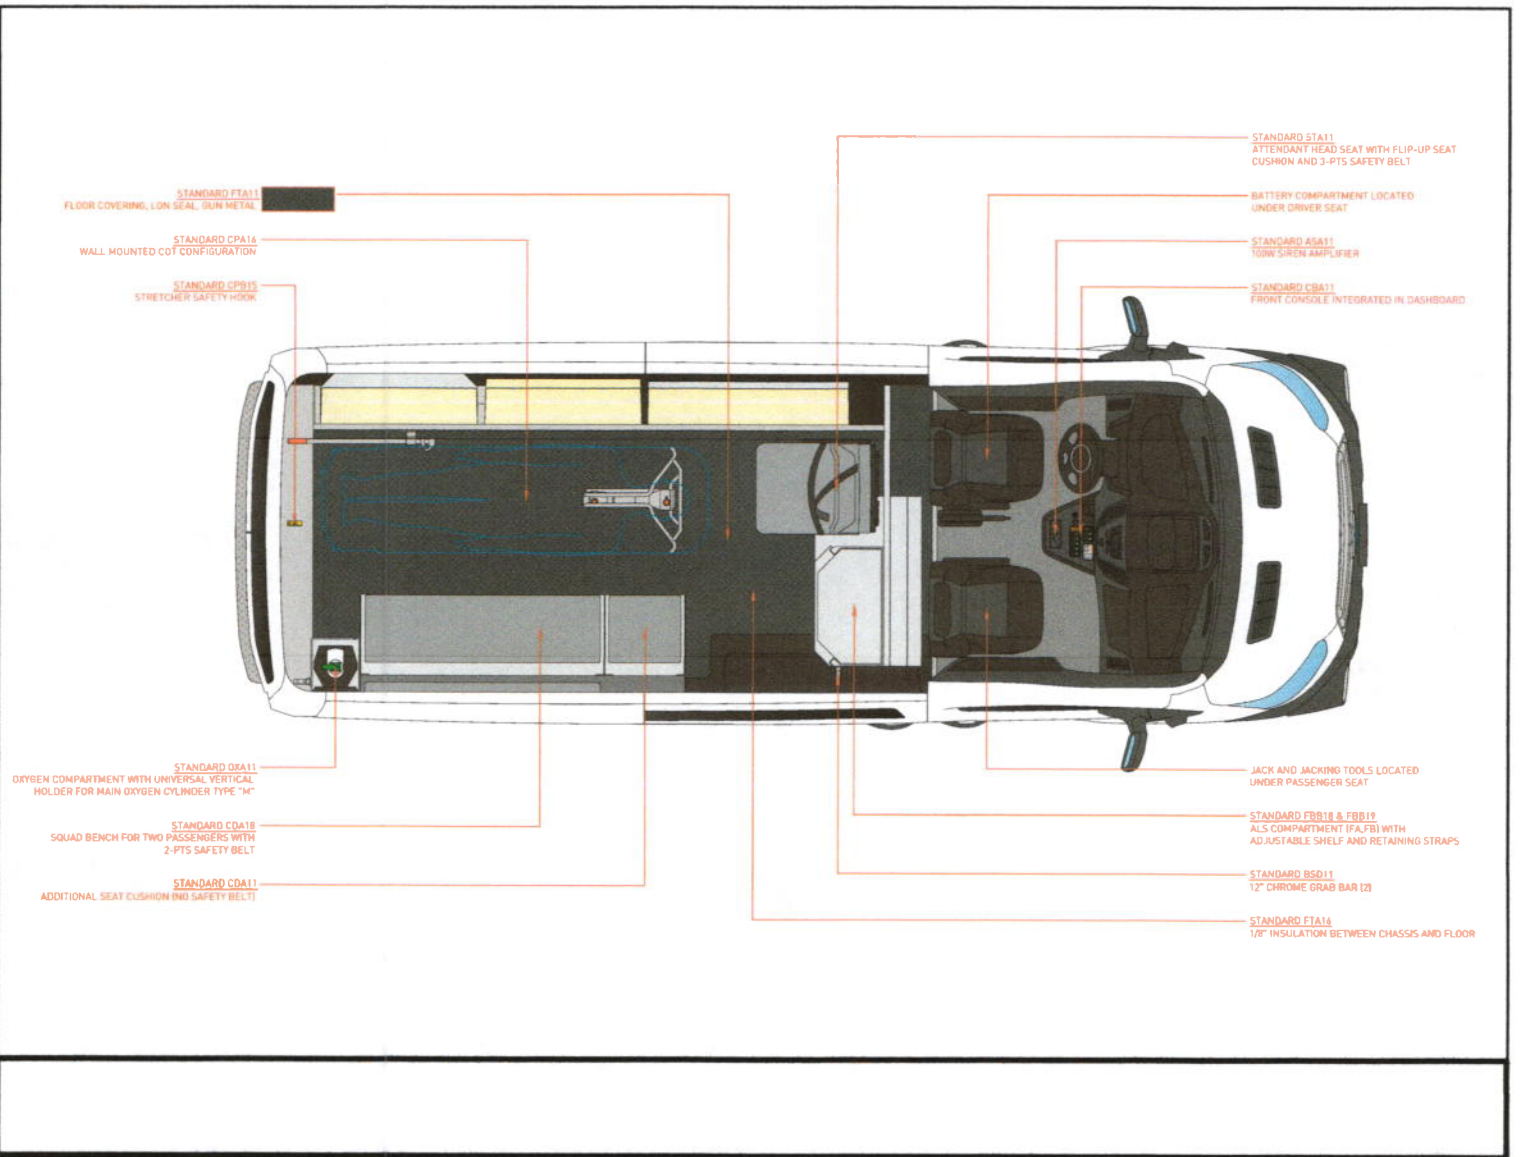 STANDARD FTA11
FLOOR COVERING, LON SEAL, GUN METAL
STANDARD CPA16
WALL MOUNTED COT CONFIGURATION
STANDARD CPB15
STRETCHER SAFETY HOOK
STANDARD STA11
ATTENDANT HEAD SEAT WITH FLIP-UP SEAT
CUSHION AND 3-PTS SAFETY BELT
BATTERY COMPARTMENT LOCATED
UNDER DRIVER SEAT
STANDARD ASA11
100W SIREN AMPLIFIER
STANDARD CBA11
FRONT CONSOLE INTEGRATED IN DASHBOARD
STANDARD OXA11
OXYGEN COMPARTMENT WITH UNIVERSAL VERTICAL
HOLDER FOR MAIN OXYGEN CYLINDER TYPE "M"
STANDARD CDA18
SQUAD BENCH FOR TWO PASSENGERS WITH
2-PTS SAFETY BELT
STANDARD CDA11
ADDITIONAL SEAT CUSHION (NO SAFETY BELT)
JACK AND JACKING TOOLS LOCATED
UNDER PASSENGER SEAT
STANDARD FBB18 & FBB19
ALS COMPARTMENT (FA,FB) WITH
ADJUSTABLE SHELF AND RETAINING STRAPS
STANDARD BSD11
12" CHROME GRAB BAR (2)
STANDARD FTA16
1/8" INSULATION BETWEEN CHASSIS AND FLOOR